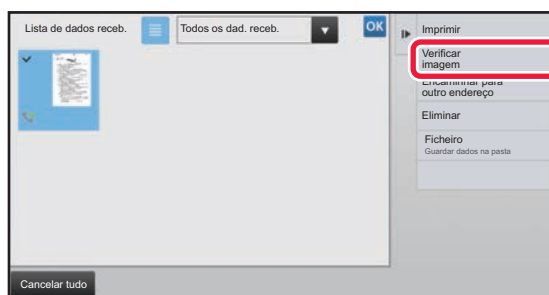 Lista de dados receb.
Todos os dad. receb.
OK
Imprimir
Verificar
imagem
Encaminhar para
outro endereço
Eliminar
Ficheiro
Guardar dados na pasta
Cancelar tudo